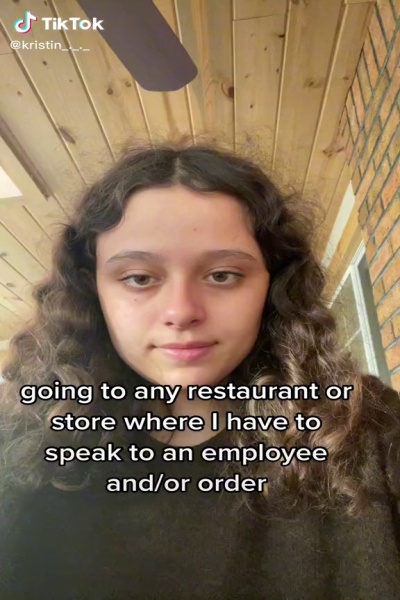 TikTok
@kristin_._._
going to any restaurant or
store where I have to
speak to an employee
and/or order